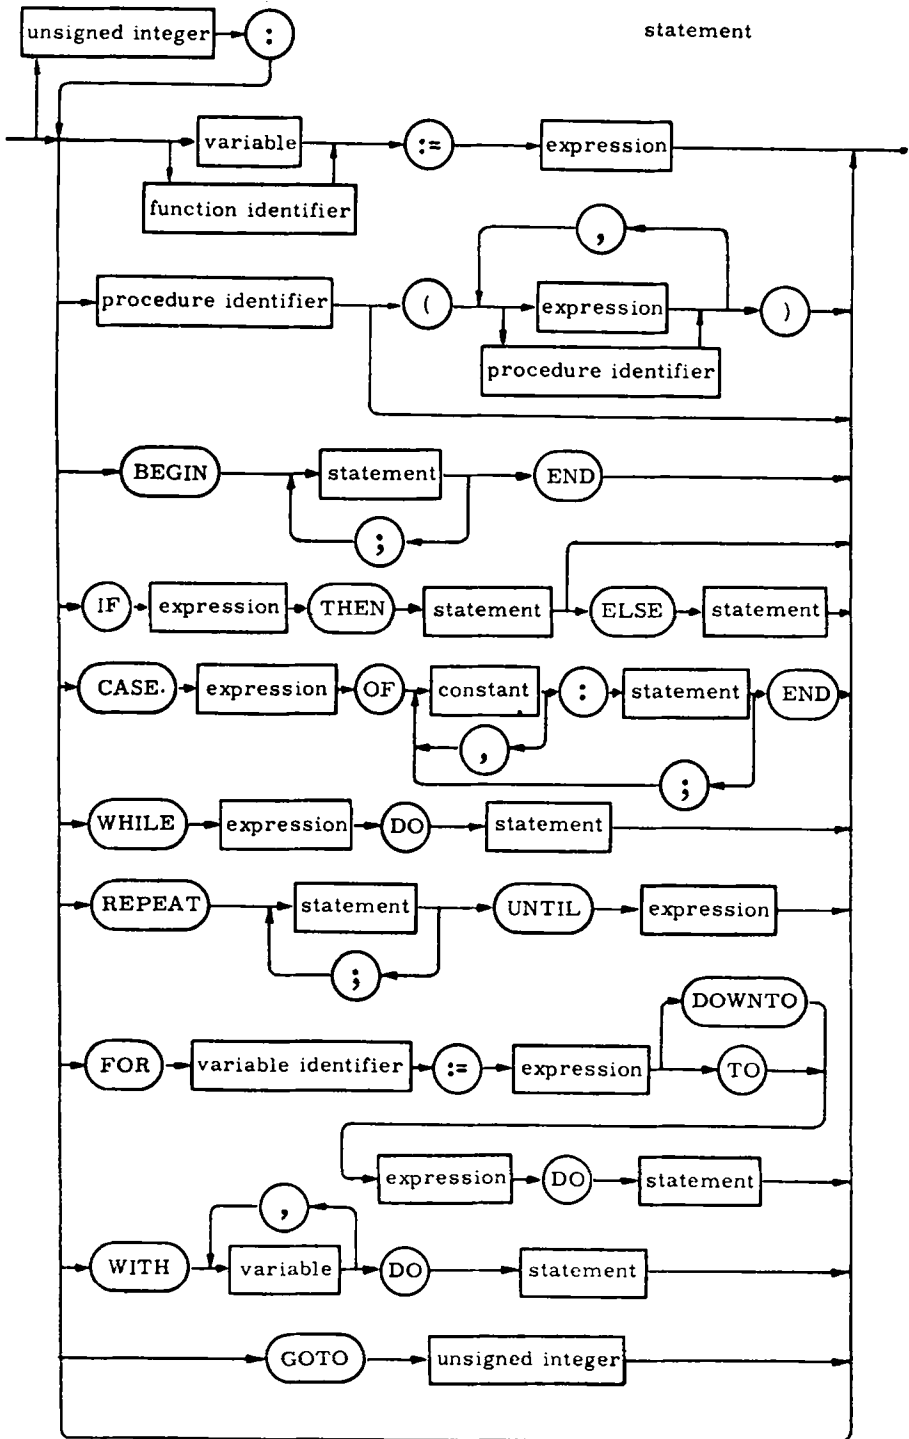 unsigned integer :
statement
variable := expression
function identifier
,
procedure identifier ( expression )
procedure identifier
BEGIN statement END
;
IF expression THEN statement ELSE statement
CASE. expression OF constant : statement END
,
;
WHILE expression DO statement
REPEAT statement UNTIL expression
;
DOWNTO
FOR variable identifier := expression TO
expression DO statement
,
WITH variable DO statement
GOTO unsigned integer